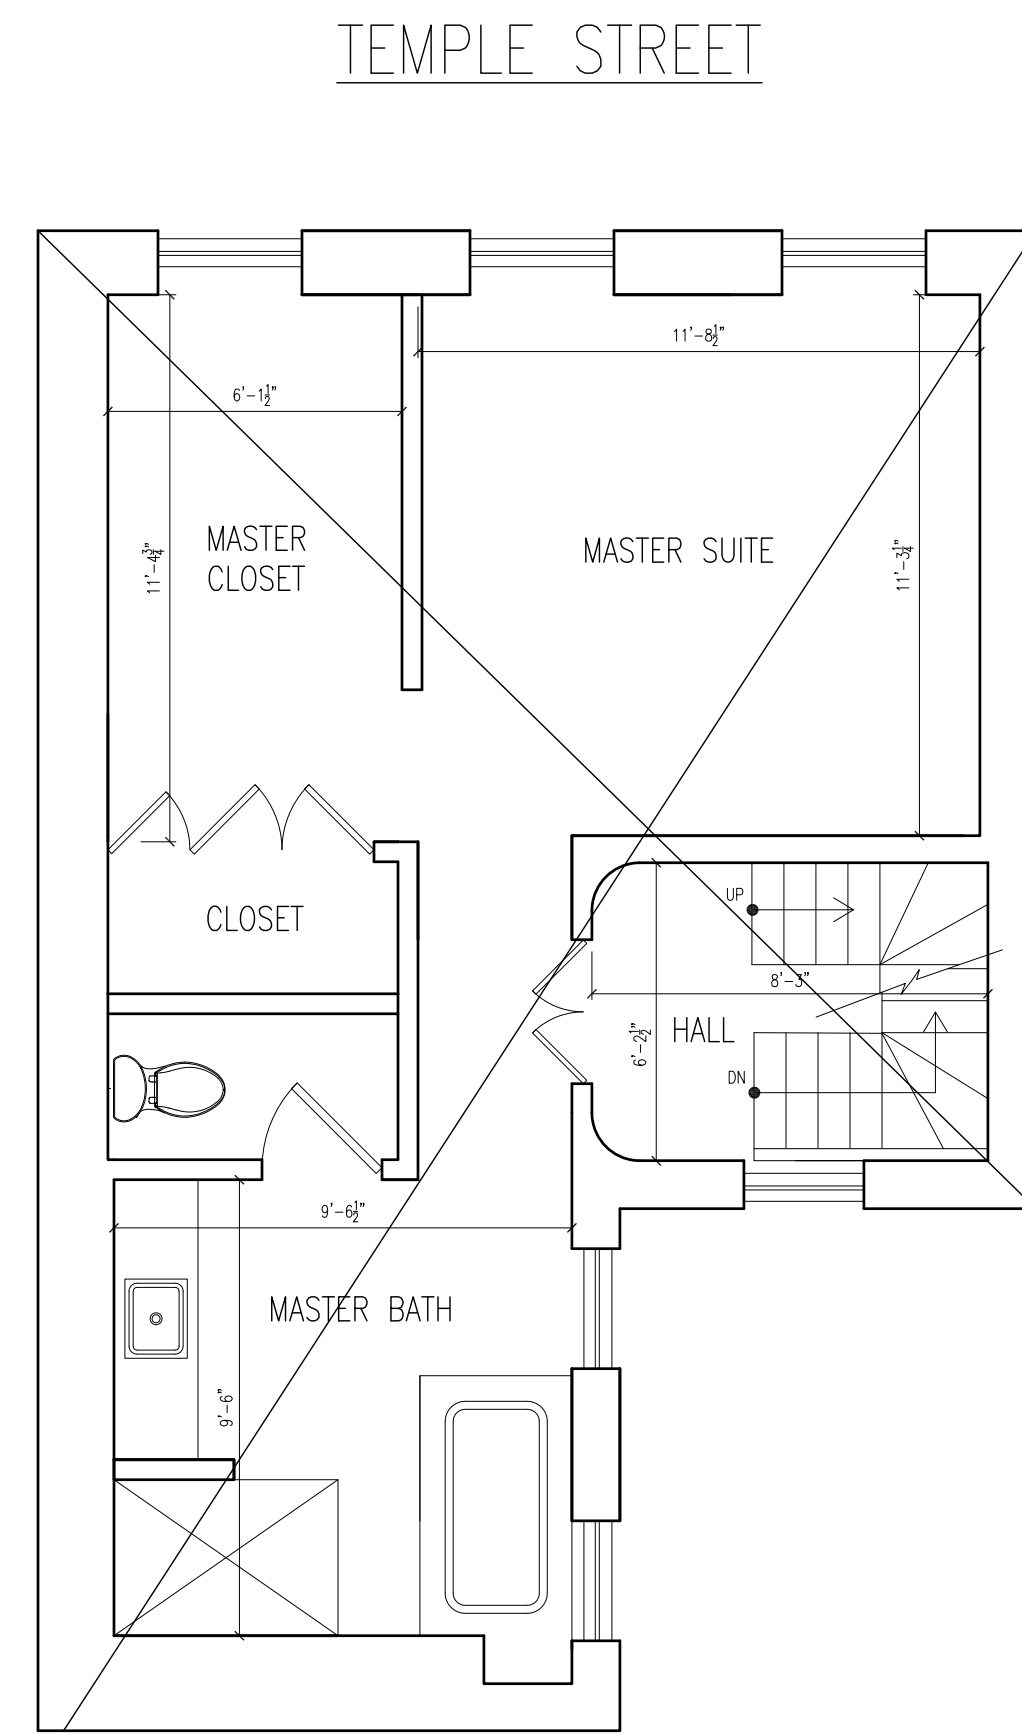 TEMPLE STREET
11'-8½"
6'-1½"
MASTER
CLOSET
11'-4¾"
MASTER SUITE
11'-3¼"
CLOSET
UP
8'-3"
HALL
6'-2½"
DN
9'-6½"
MASTER BATH
9'-6"